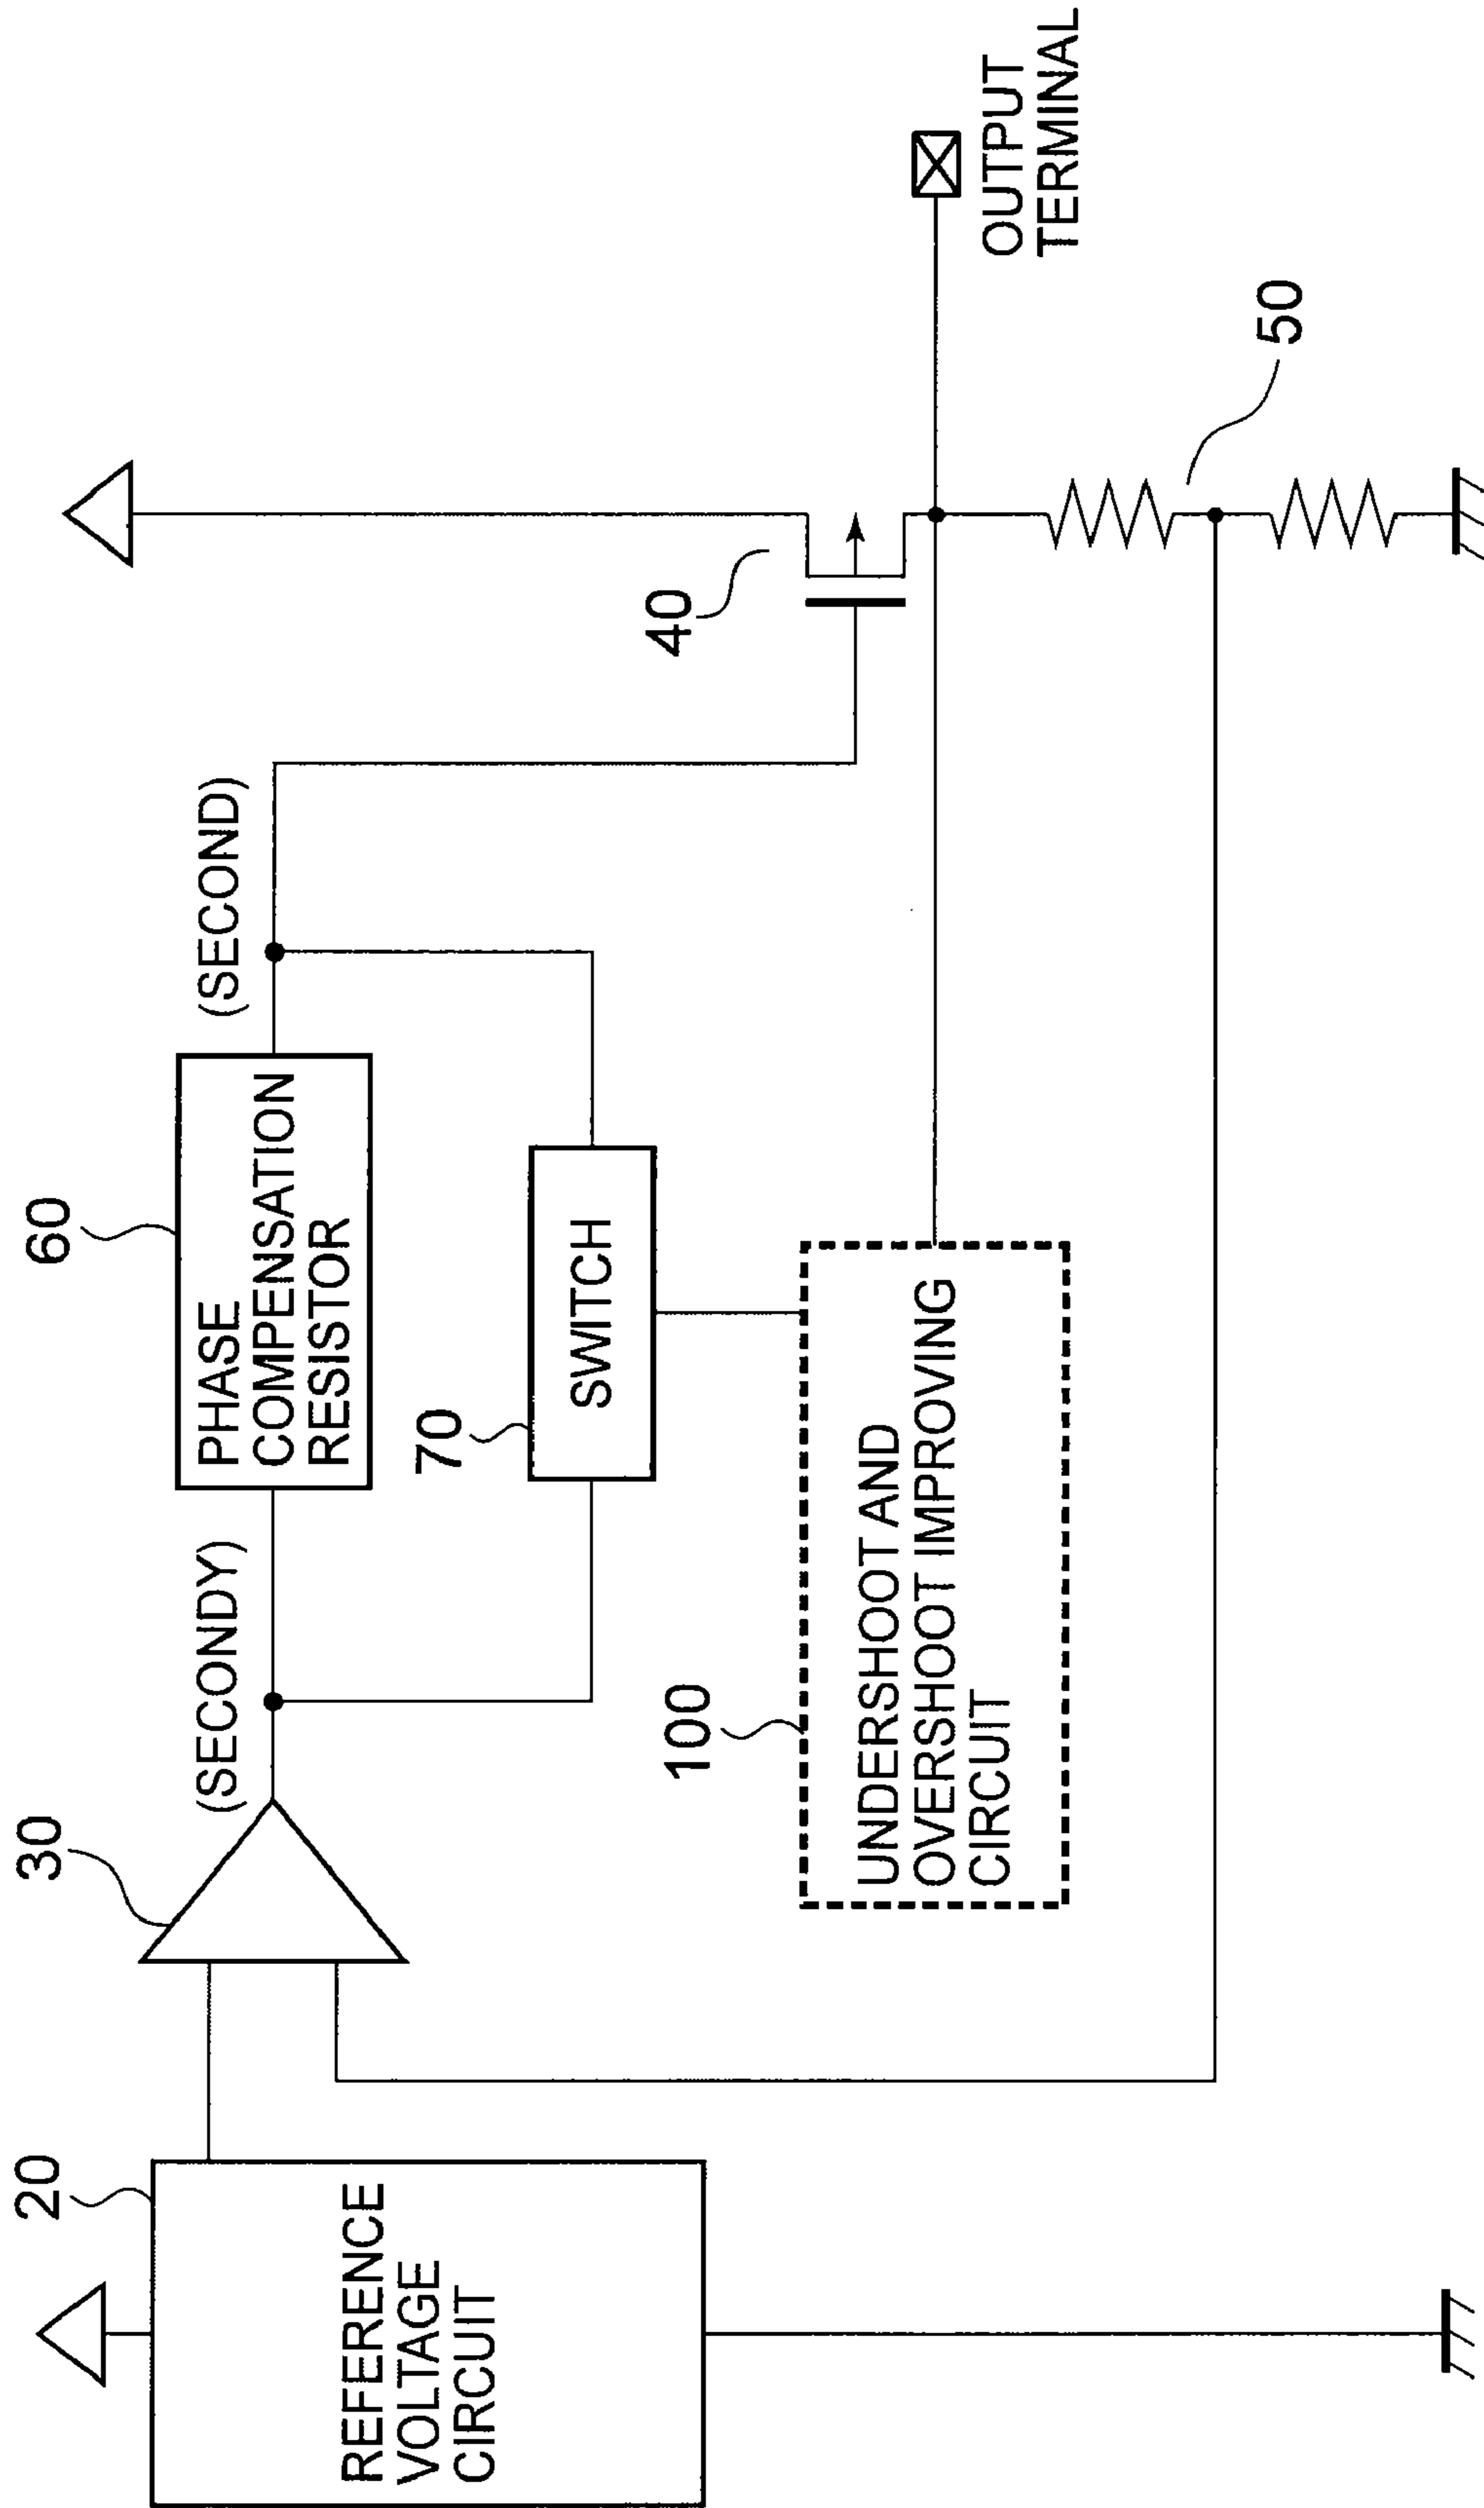 20
REFERENCE
VOLTAGE
CIRCUIT
30
(SECONDY)
60
PHASE
COMPENSATION
RESISTOR
(SECOND)
70
SWITCH
100
UNDERSHOOT AND
OVERSHOOT IMPROVING
CIRCUIT
40
OUTPUT
TERMINAL
50